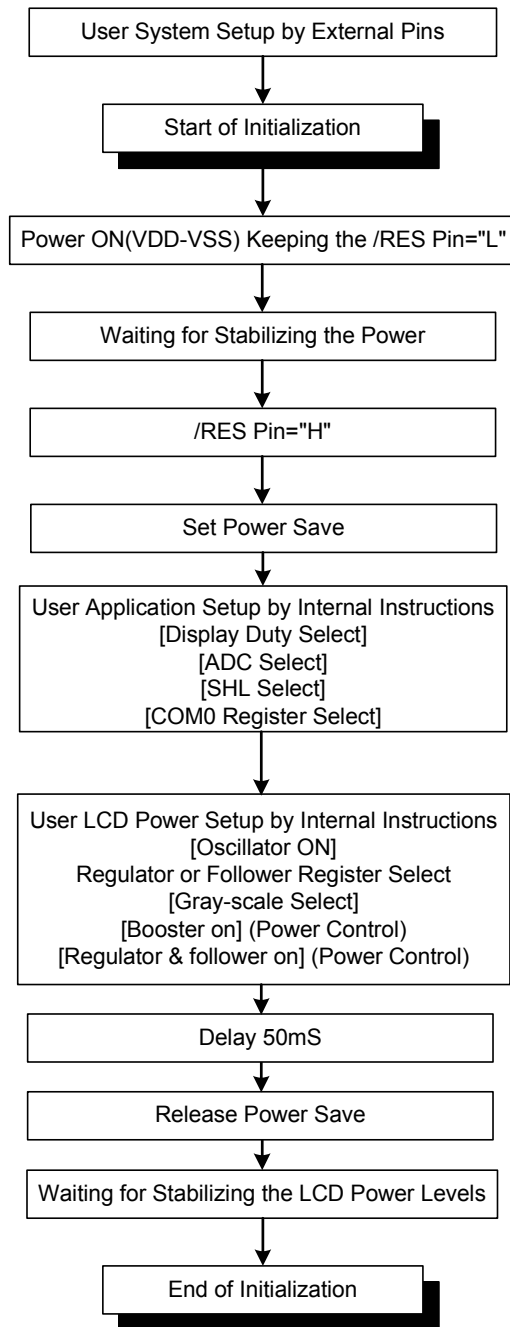 User System Setup by External Pins
Start of Initialization
Power ON(VDD-VSS) Keeping the /RES Pin="L"
Waiting for Stabilizing the Power
/RES Pin="H"
Set Power Save
User Application Setup by Internal Instructions
[Display Duty Select]
[ADC Select]
[SHL Select]
[COM0 Register Select]
User LCD Power Setup by Internal Instructions
[Oscillator ON]
Regulator or Follower Register Select
[Gray-scale Select]
[Booster on] (Power Control)
[Regulator & follower on] (Power Control)
Delay 50mS
Release Power Save
Waiting for Stabilizing the LCD Power Levels
End of Initialization